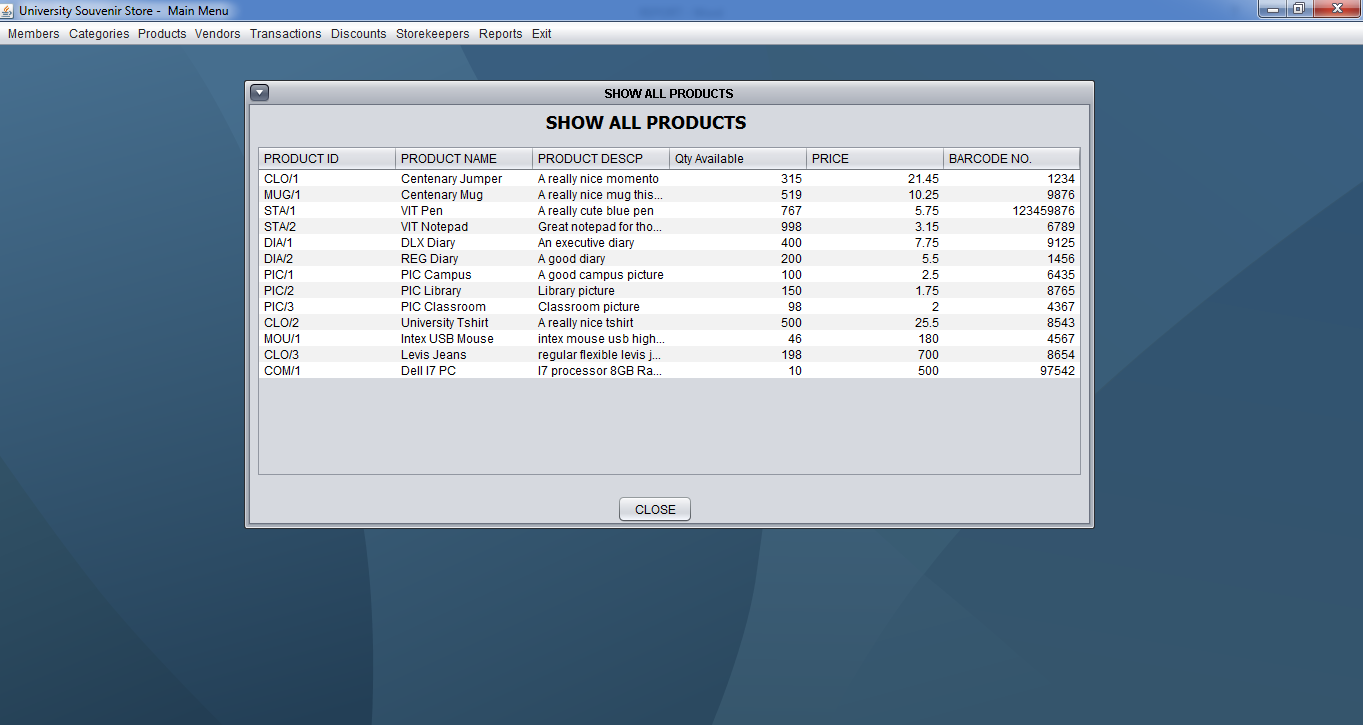 University Souvenir Store - Main Menu
Members Categories Products Vendors Transactions Discounts Storekeepers Reports Exit
SHOW ALL PRODUCTS
SHOW ALL PRODUCTS
PRODUCT ID PRODUCT NAME PRODUCT DESCP Qty Available PRICE BARCODE NO.
CLO/1 Centenary Jumper A really nice momento 315 21.45 1234
MUG/1 Centenary Mug A really nice mug this... 519 10.25 9876
STA/1 VIT Pen A really cute blue pen 767 5.75 123459876
STA/2 VIT Notepad Great notepad for tho... 998 3.15 6789
DIA/1 DLX Diary An executive diary 400 7.75 9125
DIA/2 REG Diary A good diary 200 5.5 1456
PIC/1 PIC Campus A good campus picture 100 2.5 6435
PIC/2 PIC Library Library picture 150 1.75 8765
PIC/3 PIC Classroom Classroom picture 98 2 4367
CLO/2 University Tshirt A really nice tshirt 500 25.5 8543
MOU/1 Intex USB Mouse intex mouse usb high... 46 180 4567
CLO/3 Levis Jeans regular flexible levis j... 198 700 8654
COM/1 Dell I7 PC I7 processor 8GB Ra... 10 500 97542
CLOSE